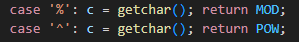 case '%': c = getchar(); return MOD;
case '^': c = getchar(); return POW;